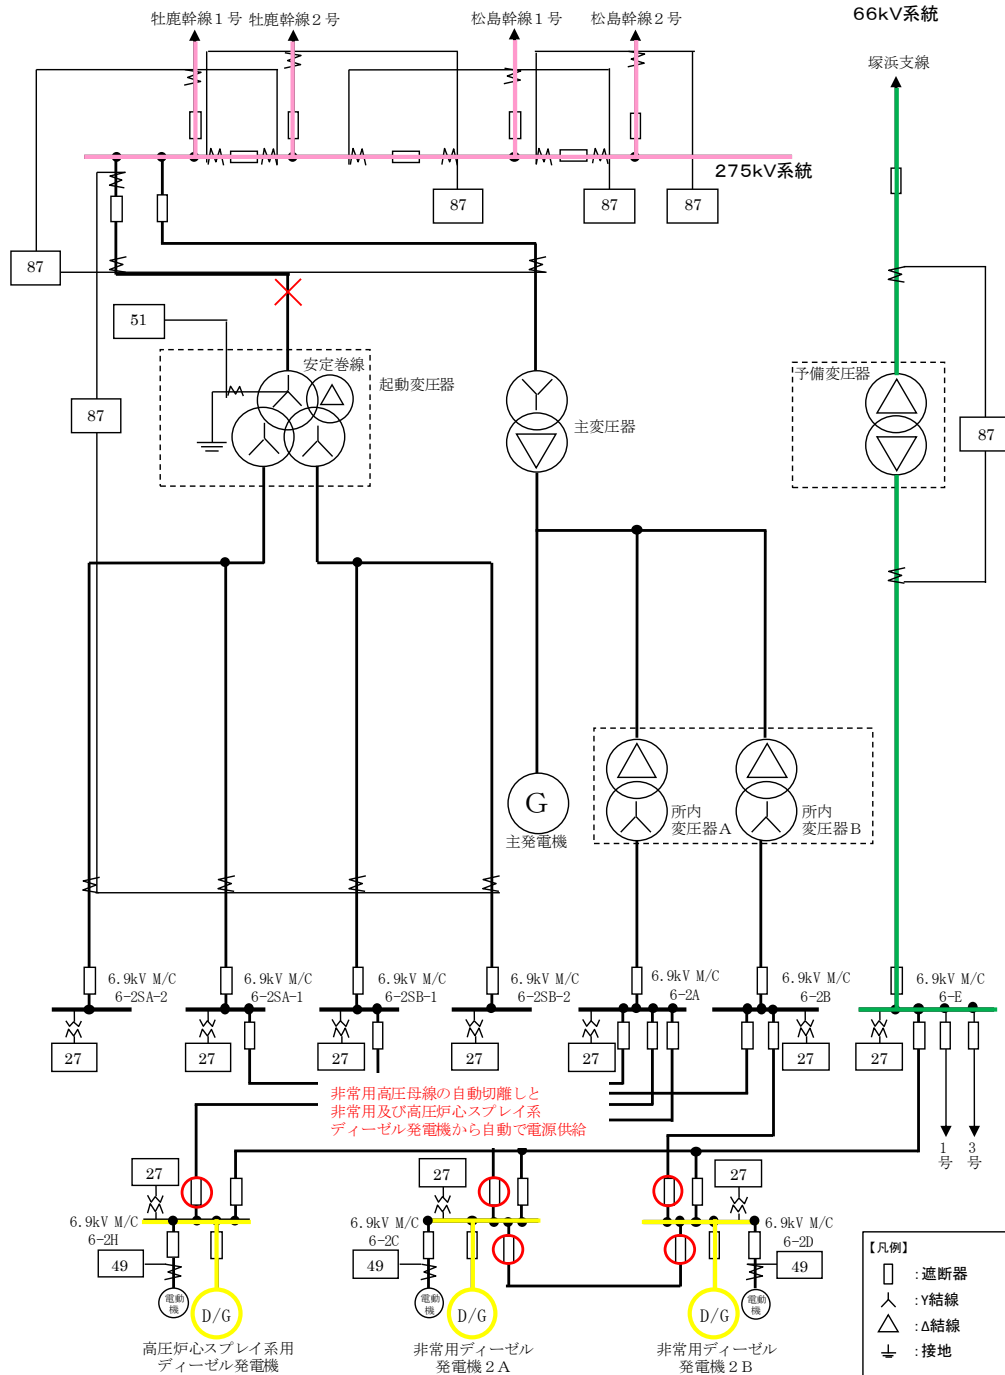 66kV系統
牡鹿幹線１号
牡鹿幹線２号
松島幹線１号
松島幹線２号
塚浜支線
275kV系統
87
87
87
87
51
安定巻線
起動変圧器
予備変圧器
87
主変圧器
87
G
主発電機
所内
変圧器Ａ
所内
変圧器Ｂ
6.9kV M/C
6-2SA-2
6.9kV M/C
6-2SA-1
6.9kV M/C
6-2SB-1
6.9kV M/C
6-2SB-2
6.9kV M/C
6-2A
6.9kV M/C
6-2B
6.9kV M/C
6-E
27
27
27
27
27
27
27
非常用高圧母線の自動切離しと
非常用及び高圧炉心スプレイ系
ディーゼル発電機から自動で電源供給
1
号
3
号
27
27
27
6.9kV M/C
6-2H
6.9kV M/C
6-2C
6.9kV M/C
6-2D
49
49
49
電動
機
D/G
電動
機
D/G
D/G
電動
機
高圧炉心スプレイ系用
ディーゼル発電機
非常用ディーゼル
発電機２Ａ
非常用ディーゼル
発電機２Ｂ
【凡例】
：遮断器
：Y結線
：Δ結線
：接地